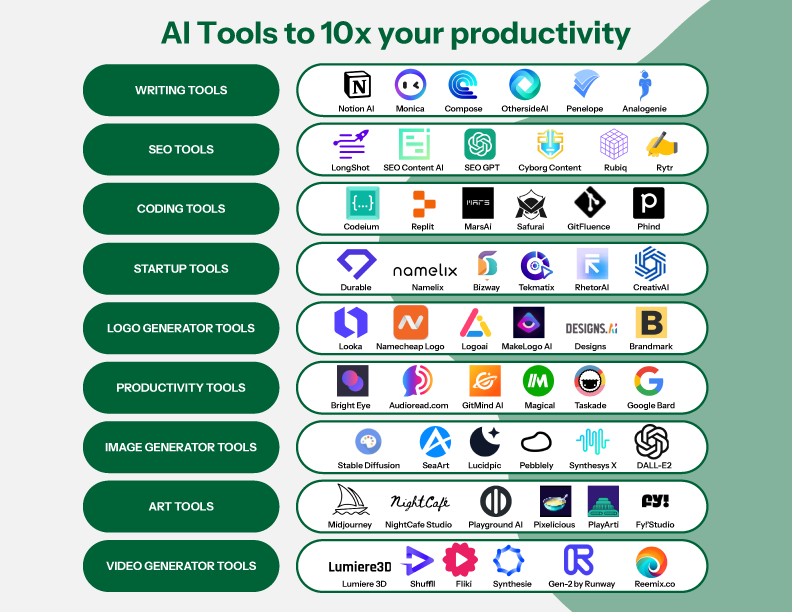 AI Tools to 10x your productivity
WRITING TOOLS
N
Notion AI Monica Compose OthersideAI Penelope Analogenie
SEO TOOLS
LongShot SEO Content AI SEO GPT Cyborg Content Rubiq Rytr
CODING TOOLS
{...} MARS P
Codeium Replit MarsAi Safurai GitFluence Phind
STARTUP TOOLS
namelix
Durable Namelix Bizway Tekmatix RhetorAI CreativAI
LOGO GENERATOR TOOLS
DESIGNS.Ai B
Looka Namecheap Logo Logoai MakeLogo AI Designs Brandmark
PRODUCTIVITY TOOLS
Bright Eye Audioread.com GitMind AI Magical Taskade Google Bard
IMAGE GENERATOR TOOLS
Stable Diffusion SeaArt Lucidpic Pebblely Synthesys X DALL-E2
ART TOOLS
NightCafé fy!
Midjourney NightCafe Studio Playground AI Pixelicious PlayArti Fy!'Studio
VIDEO GENERATOR TOOLS
Lumiere3D
Lumiere 3D Shuffll Fliki Synthesie Gen-2 by Runway Reemix.co